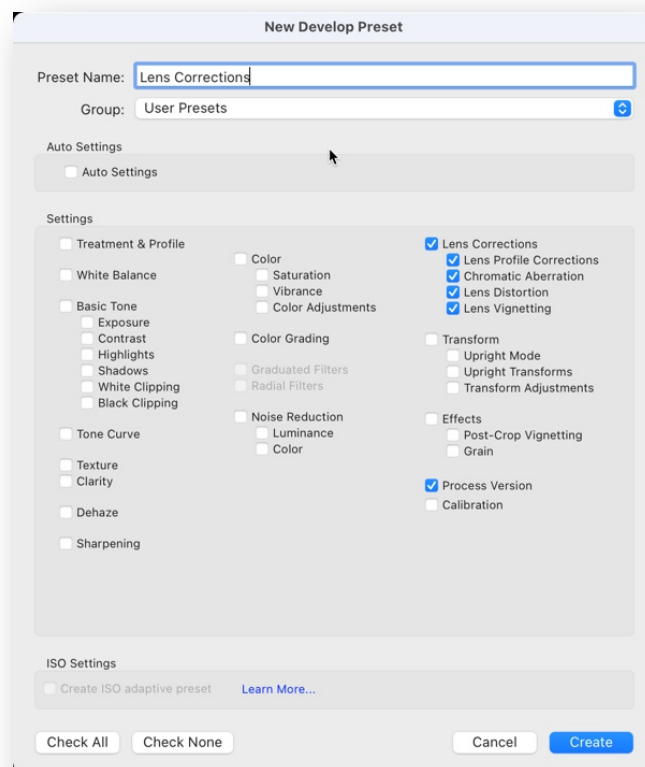 New Develop Preset
Preset Name: Lens Corrections
Group: User Presets
Auto Settings
Auto Settings
Settings
Treatment & Profile
White Balance
Basic Tone
Exposure
Contrast
Highlights
Shadows
White Clipping
Black Clipping
Tone Curve
Texture
Clarity
Dehaze
Sharpening
Color
Saturation
Vibrance
Color Adjustments
Color Grading
Graduated Filters
Radial Filters
Noise Reduction
Luminance
Color
Lens Corrections
Lens Profile Corrections
Chromatic Aberration
Lens Distortion
Lens Vignetting
Transform
Upright Mode
Upright Transforms
Transform Adjustments
Effects
Post-Crop Vignetting
Grain
Process Version
Calibration
ISO Settings
Create ISO adaptive preset Learn More...
Check All Check None Cancel Create